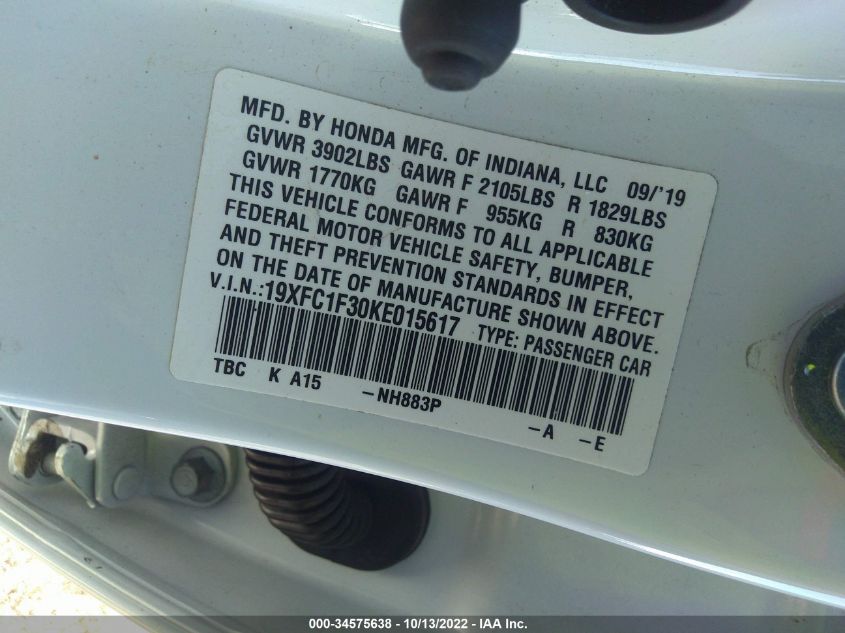 MFD. BY HONDA MFG. OF INDIANA, LLC 09/'19
GVWR 3902LBS GAWR F 2105LBS R 1829LBS
GVWR 1770KG GAWR F 955KG R 830KG
THIS VEHICLE CONFORMS TO ALL APPLICABLE
FEDERAL MOTOR VEHICLE SAFETY, BUMPER,
AND THEFT PREVENTION STANDARDS IN EFFECT
ON THE DATE OF MANUFACTURE SHOWN ABOVE.
V.I.N.:19XFC1F30KE015617 TYPE: PASSENGER CAR
TBC K A15 -NH883P -A -E
000-34575638 - 10/13/2022 - IAA Inc.